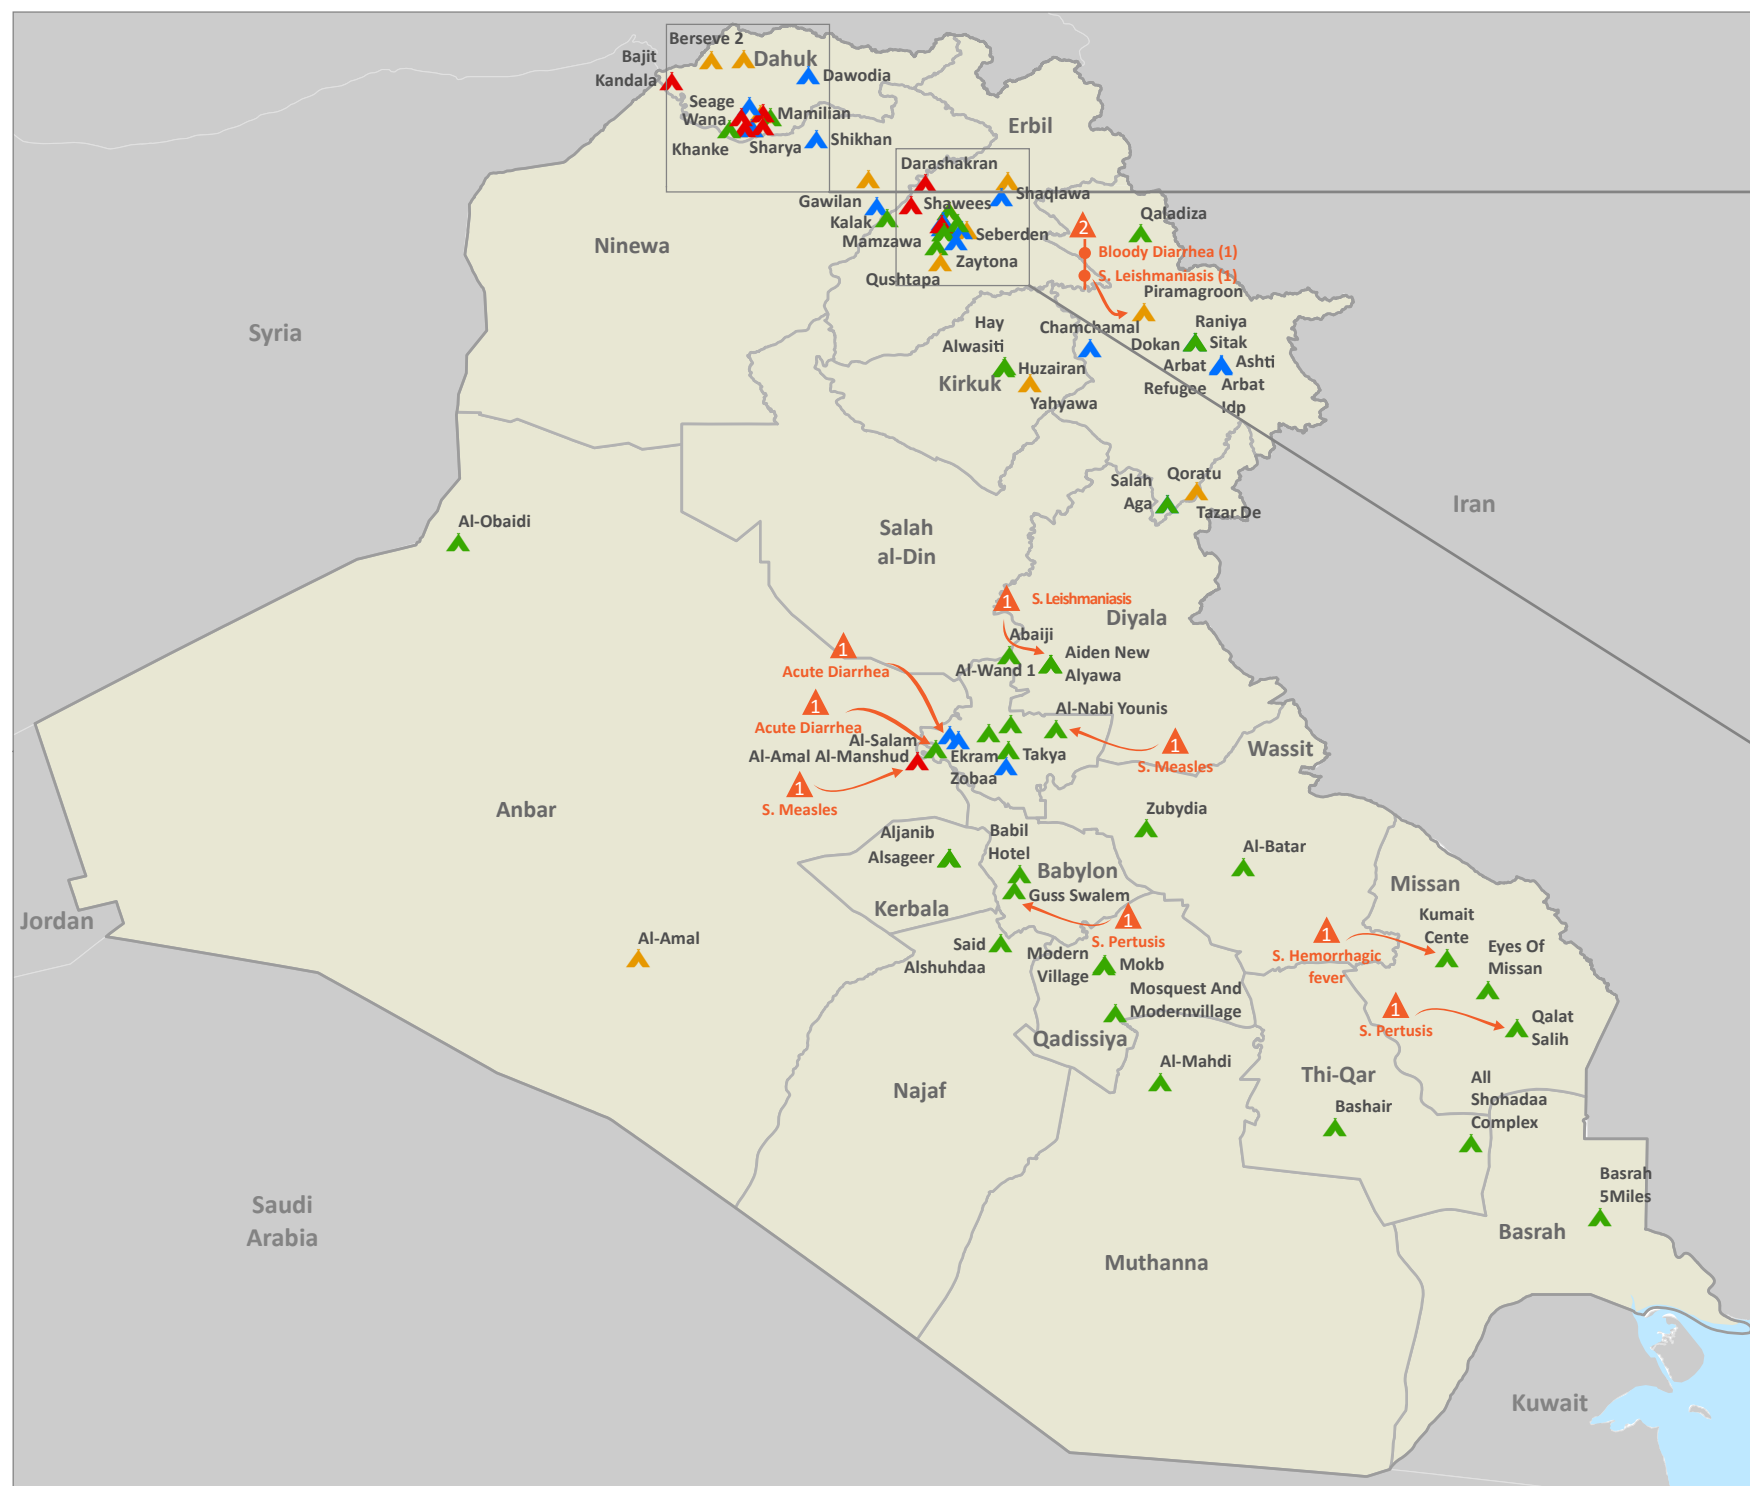 Berseve 2
Bajit
Kandala
Dahuk
Dawodia
Seage
Wana
Mamilian
Khanke
Sharya
Shikhan
Erbil
Darashakran
Shaqlawa
Gawilan
Shawees
Kalak
Mamzawa
Seberden
Zaytona
Qushtapa
Ninewa
Qaladiza
2
Bloody Diarrhea (1)
S. Leishmaniasis (1)
Piramagroon
Syria
Hay
Alwasiti
Chamchamal
Raniya
Dokan
Sitak
Huzairan
Arbat
Refugee
Ashti
Arbat
Idp
Kirkuk
Yahyawa
Salah
Aga
Qoratu
Tazar De
Iran
Al-Obaidi
Salah
al-Din
1
S. Leishmaniasis
Diyala
Abaiji
Al-Wand 1
Aiden New
Alyawa
1
Acute Diarrhea
1
Acute Diarrhea
Al-Nabi Younis
1
S. Measles
Wassit
Al-Salam
Al-Amal Al-Manshud
Ekram
Takya
Zobaa
1
S. Measles
Anbar
Zubydia
Al-Batar
Aljanib
Alsageer
Babil
Hotel
Babylon
Guss Swalem
Kerbala
1
S. Pertusis
Missan
Kumait
Cente
1
S. Hemorrhagic
fever
Eyes Of
Missan
Jordan
Al-Amal
Said
Alshuhdaa
Modern
Village
Mokb
Mosquest And
Modernvillage
1
S. Pertusis
Qalat
Salih
Qadissiya
Al-Mahdi
Najaf
Thi-Qar
Bashair
All
Shohadaa
Complex
Basrah
5Miles
Basrah
Saudi
Arabia
Muthanna
Kuwait